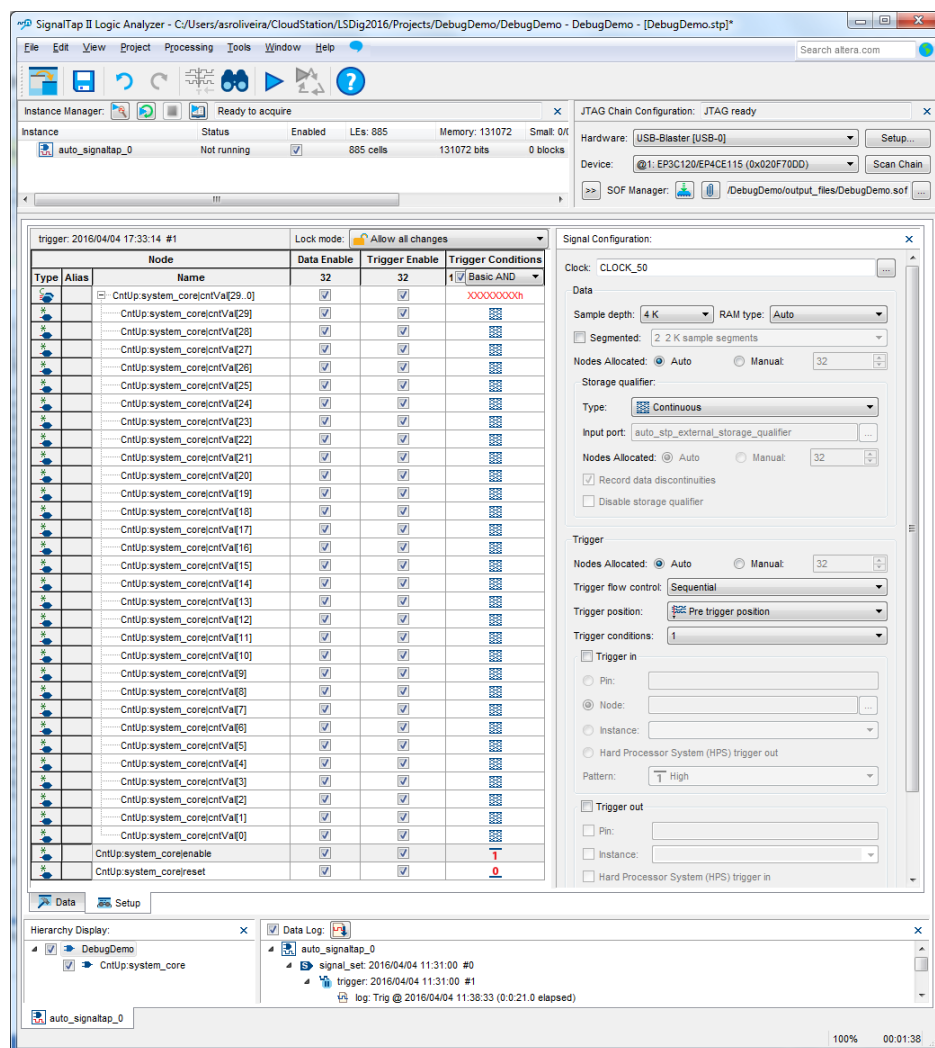 SignalTap II Logic Analyzer - C:/Users/asroliveira/CloudStation/LSDig2016/Projects/DebugDemo/DebugDemo - DebugDemo - [DebugDemo.stp]*
File Edit View Project Processing Tools Window Help
Search altera.com
Instance Manager: Ready to acquire
Instance Status Enabled LEs: 885 Memory: 131072 Small: 0/0
auto_signaltap_0 Not running 885 cells 131072 bits 0 blocks
JTAG Chain Configuration: JTAG ready
Hardware: USB-Blaster [USB-0] Setup...
Device: @1: EP3C120/EP4CE115 (0x020F70DD) Scan Chain
>> SOF Manager: /DebugDemo/output_files/DebugDemo.sof ...
trigger: 2016/04/04 17:33:14 #1 Lock mode: Allow all changes
Node Data Enable Trigger Enable Trigger Conditions
Type Alias Name 32 32 1 Basic AND
CntUp:system_core|cntVal[29..0] XXXXXXXXh
CntUp:system_core|cntVal[29]
CntUp:system_core|cntVal[28]
CntUp:system_core|cntVal[27]
CntUp:system_core|cntVal[26]
CntUp:system_core|cntVal[25]
CntUp:system_core|cntVal[24]
CntUp:system_core|cntVal[23]
CntUp:system_core|cntVal[22]
CntUp:system_core|cntVal[21]
CntUp:system_core|cntVal[20]
CntUp:system_core|cntVal[19]
CntUp:system_core|cntVal[18]
CntUp:system_core|cntVal[17]
CntUp:system_core|cntVal[16]
CntUp:system_core|cntVal[15]
CntUp:system_core|cntVal[14]
CntUp:system_core|cntVal[13]
CntUp:system_core|cntVal[12]
CntUp:system_core|cntVal[11]
CntUp:system_core|cntVal[10]
CntUp:system_core|cntVal[9]
CntUp:system_core|cntVal[8]
CntUp:system_core|cntVal[7]
CntUp:system_core|cntVal[6]
CntUp:system_core|cntVal[5]
CntUp:system_core|cntVal[4]
CntUp:system_core|cntVal[3]
CntUp:system_core|cntVal[2]
CntUp:system_core|cntVal[1]
CntUp:system_core|cntVal[0]
CntUp:system_core|enable 1
CntUp:system_core|reset 0
Signal Configuration:
Clock: CLOCK_50 ...
Data
Sample depth: 4 K RAM type: Auto
Segmented: 2 2 K sample segments
Nodes Allocated: Auto Manual: 32
Storage qualifier:
Type: Continuous
Input port: auto_stp_external_storage_qualifier ...
Nodes Allocated: Auto Manual: 32
Record data discontinuities
Disable storage qualifier
Trigger
Nodes Allocated: Auto Manual: 32
Trigger flow control: Sequential
Trigger position: Pre trigger position
Trigger conditions: 1
Trigger in
Pin:
Node: ...
Instance:
Hard Processor System (HPS) trigger out
Pattern: 1 High
Trigger out
Pin:
Instance:
Hard Processor System (HPS) trigger in
Data Setup
Hierarchy Display:
DebugDemo
CntUp:system_core
Data Log:
auto_signaltap_0
signal_set: 2016/04/04 11:31:00 #0
trigger: 2016/04/04 11:31:00 #1
log: Trig @ 2016/04/04 11:38:33 (0:0:21.0 elapsed)
auto_signaltap_0
100% 00:01:38